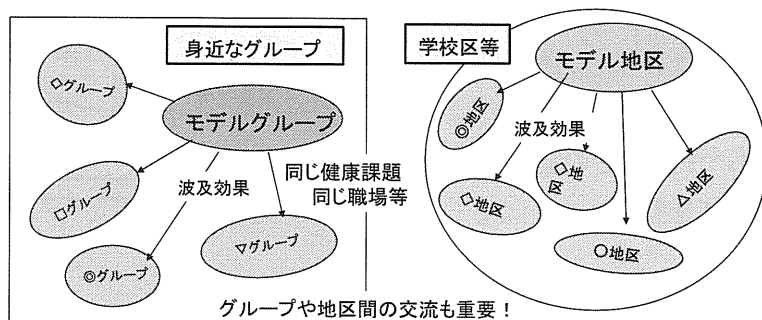 身近なグループ
◇グループ
モデルグループ
□グループ
波及効果
同じ健康課題
同じ職場等
▽グループ
◎グループ
学校区等
モデル地区
◎地区
波及効果
◇地区
◇地
区
△地区
○地区
グループや地区間の交流も重要！